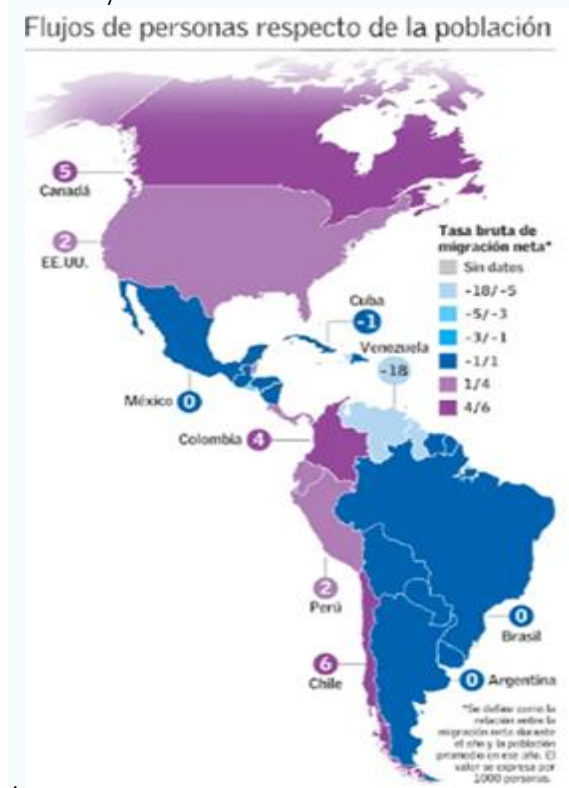 Flujos de personas respecto de la población
5
Canadá
2
EE.UU.
Tasa bruta de
migración neta*
Sin datos
-18/-5
-5/-3
-3/-1
-1/1
1/4
4/6
Cuba
-1
Venezuela
-18
México 0
Colombia 4
2
Perú
0
Brasil
6
Chile
0 Argentina
*Se define como la
relación entre la
migración neta durante
el año y la población
promedio en ese año. El
valor se expresa por
1000 personas.